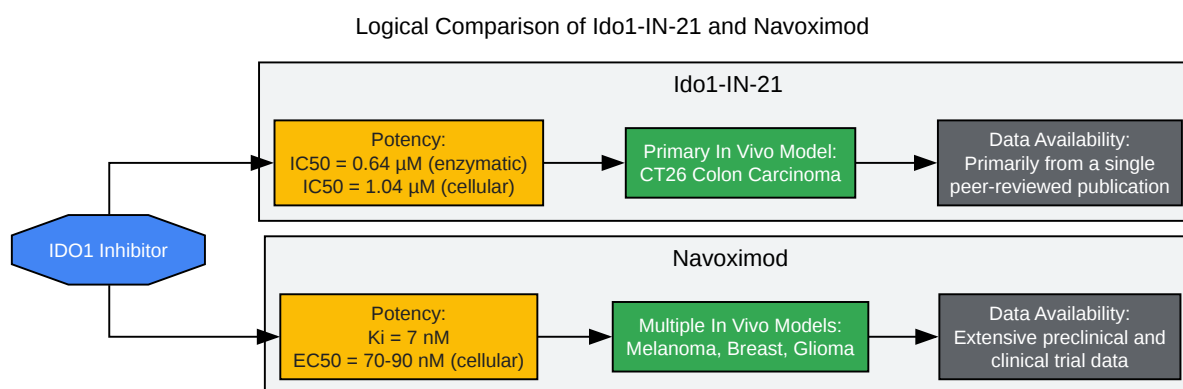 Logical Comparison of Ido1-IN-21 and Navoximod
Ido1-IN-21
Potency:
IC50 = 0.64 µM (enzymatic)
IC50 = 1.04 µM (cellular)
Primary In Vivo Model:
CT26 Colon Carcinoma
Data Availability:
Primarily from a single
peer-reviewed publication
IDO1 Inhibitor
Navoximod
Potency:
Ki = 7 nM
EC50 = 70-90 nM (cellular)
Multiple In Vivo Models:
Melanoma, Breast, Glioma
Data Availability:
Extensive preclinical and
clinical trial data